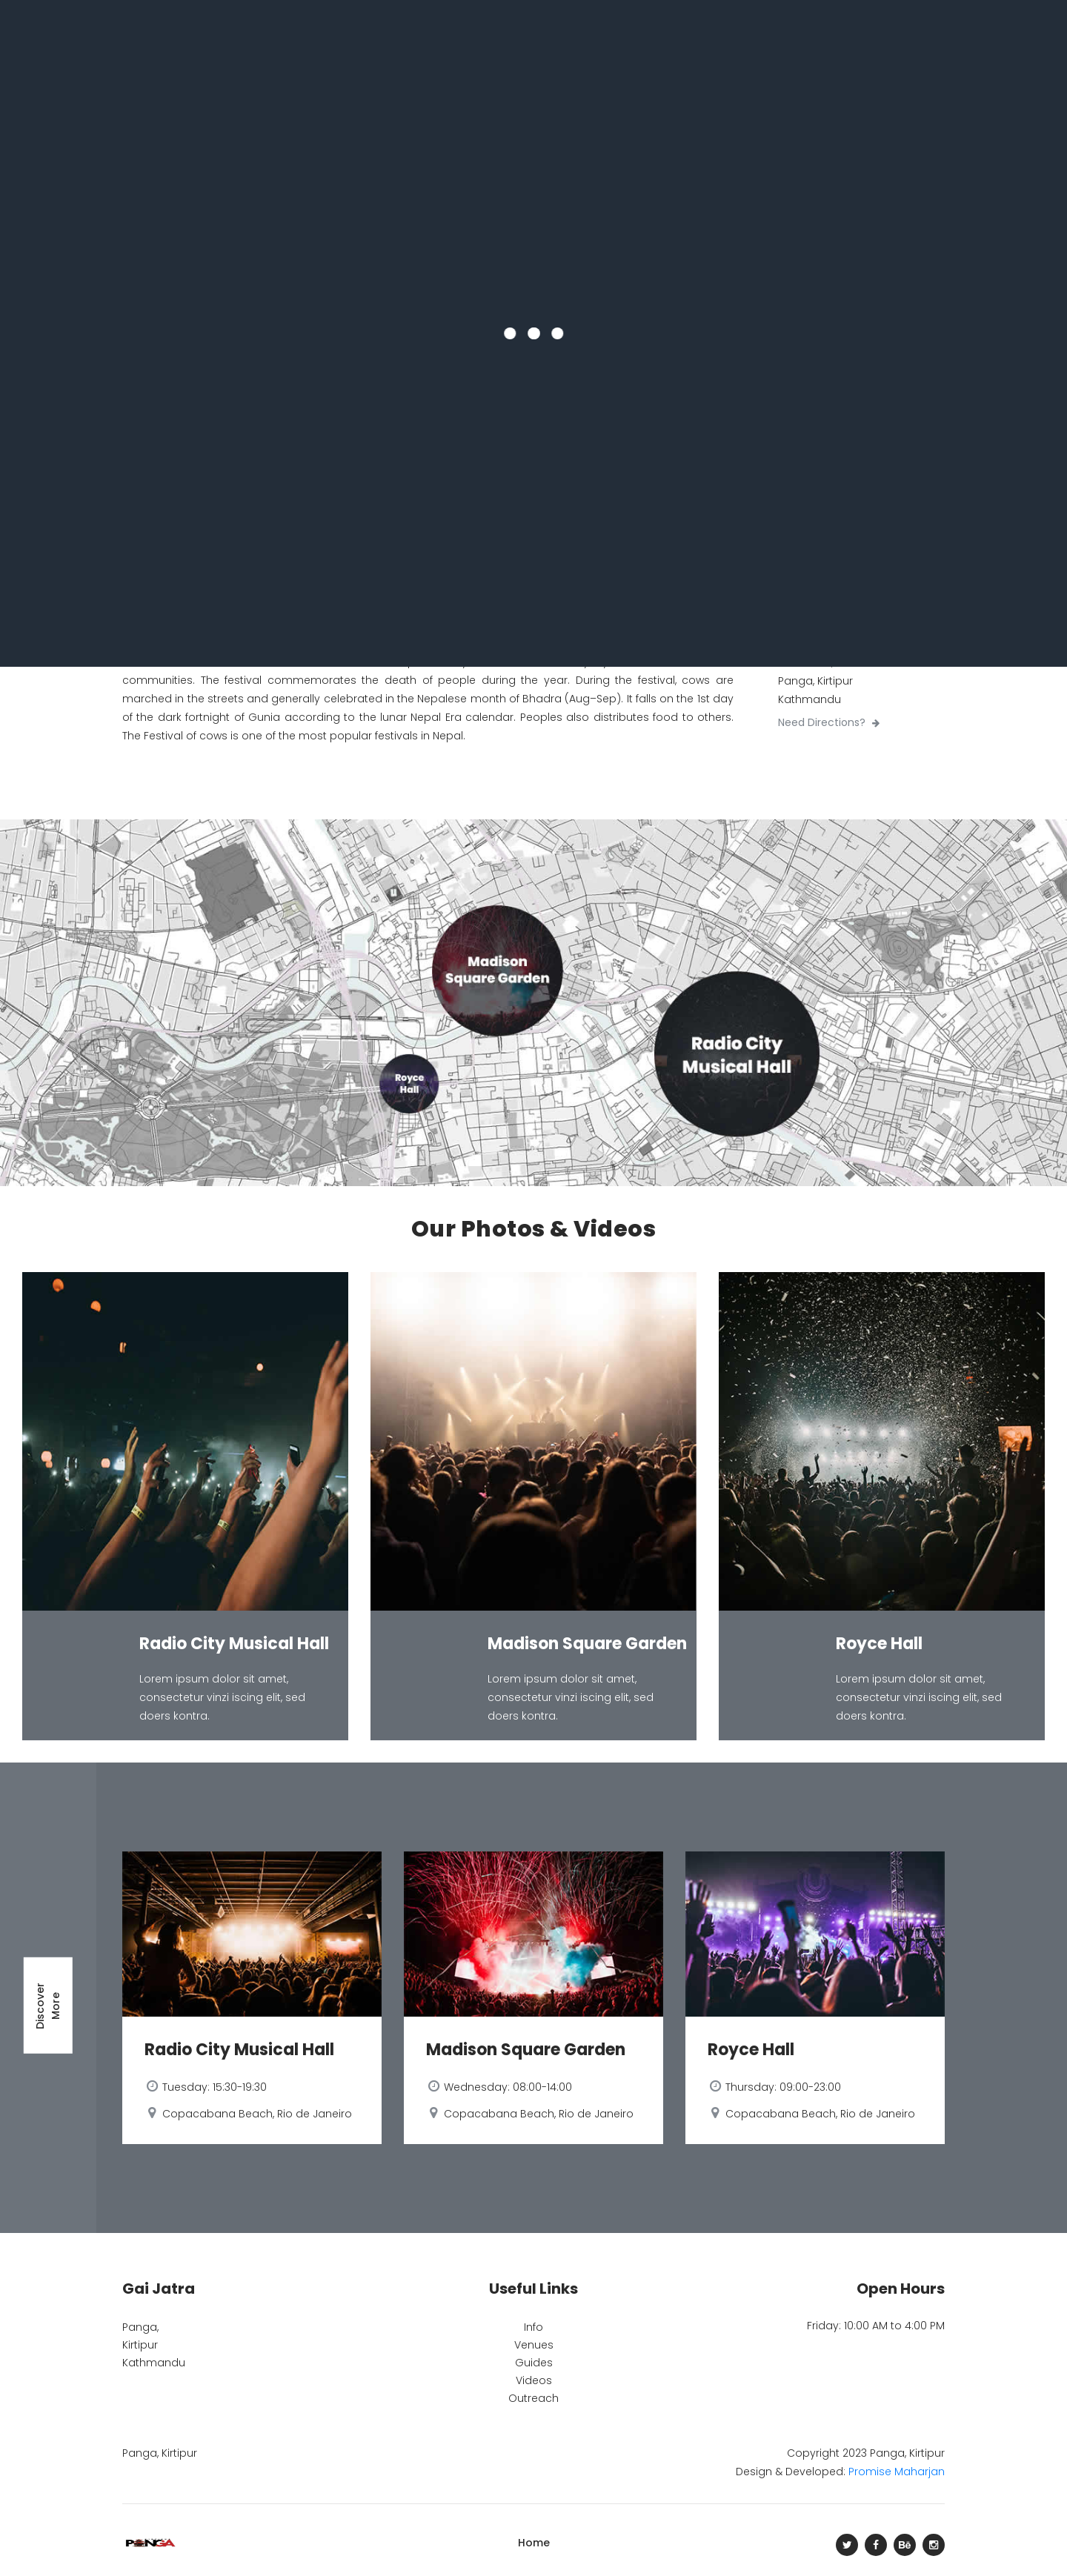 communities. The festival commemorates the death of people during the year. During the festival, cows are
marched in the streets and generally celebrated in the Nepalese month of Bhadra (Aug–Sep). It falls on the 1st day
of the dark fortnight of Gunia according to the lunar Nepal Era calendar. Peoples also distributes food to others.
The Festival of cows is one of the most popular festivals in Nepal.
Panga, Kirtipur
Kathmandu
Need Directions?
Madison
Square Garden
Radio City
Musical Hall
Royce
Hall
Our Photos & Videos
Radio City Musical Hall
Lorem ipsum dolor sit amet,
consectetur vinzi iscing elit, sed
doers kontra.
Madison Square Garden
Lorem ipsum dolor sit amet,
consectetur vinzi iscing elit, sed
doers kontra.
Royce Hall
Lorem ipsum dolor sit amet,
consectetur vinzi iscing elit, sed
doers kontra.
Discover
More
Radio City Musical Hall
Tuesday: 15:30-19:30
Copacabana Beach, Rio de Janeiro
Madison Square Garden
Wednesday: 08:00-14:00
Copacabana Beach, Rio de Janeiro
Royce Hall
Thursday: 09:00-23:00
Copacabana Beach, Rio de Janeiro
Gai Jatra
Panga,
Kirtipur
Kathmandu
Useful Links
Info
Venues
Guides
Videos
Outreach
Open Hours
Friday: 10:00 AM to 4:00 PM
Panga, Kirtipur
Copyright 2023 Panga, Kirtipur
Design & Developed: Promise Maharjan
PANGA
Home